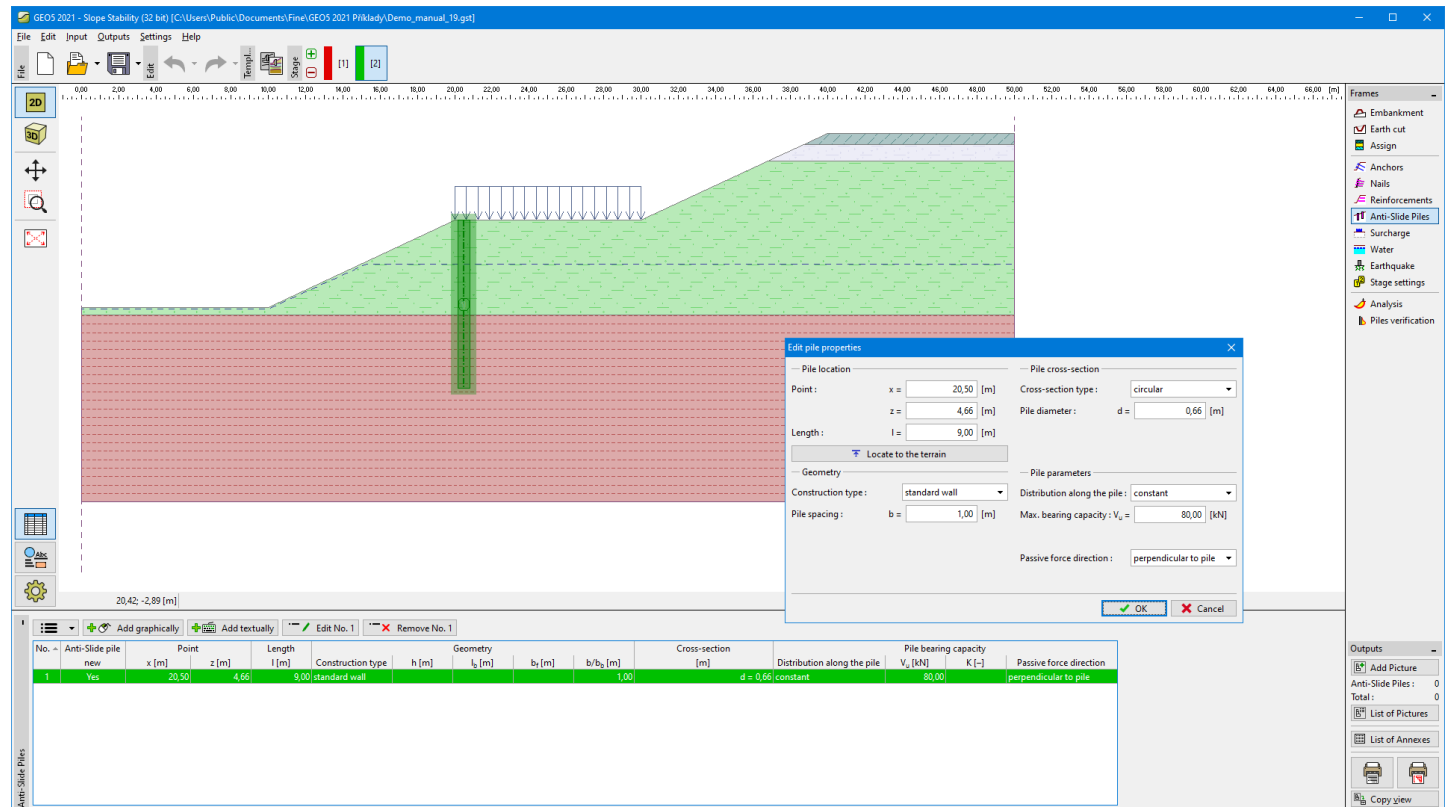 GEO5 2021 - Slope Stability (32 bit) [C:\Users\Public\Documents\Fine\GEO5 2021 Příklady\Demo_manual_19.gst]
File Edit Input Outputs Settings Help
File Edit Templ... Stage [1] [2]
0,00 2,00 4,00 6,00 8,00 10,00 12,00 14,00 16,00 18,00 20,00 22,00 24,00 26,00 28,00 30,00 32,00 34,00 36,00 38,00 40,00 42,00 44,00 46,00 48,00 50,00 52,00 54,00 56,00 58,00 60,00 62,00 64,00 66,00 [m]
2D
3D
Abc
20,42; -2,89 [m]
Frames
Embankment
Earth cut
Assign
Anchors
Nails
Reinforcements
Anti-Slide Piles
Surcharge
Water
Earthquake
Stage settings
Analysis
Piles verification
Edit pile properties
Pile location
Point : x = 20,50 [m]
z = 4,66 [m]
Length : l = 9,00 [m]
Locate to the terrain
Pile cross-section
Cross-section type : circular
Pile diameter : d = 0,66 [m]
Geometry
Construction type : standard wall
Pile spacing : b = 1,00 [m]
Pile parameters
Distribution along the pile : constant
Max. bearing capacity : Vu = 80,00 [kN]
Passive force direction : perpendicular to pile
OK Cancel
Add graphically Add textually Edit No. 1 Remove No. 1
No. Anti-Slide pile Point Length Geometry Cross-section Pile bearing capacity
new x [m] z [m] l [m] Construction type h [m] lb [m] bf [m] b/bb [m] [m] Distribution along the pile Vu [kN] K [–] Passive force direction
1 Yes 20,50 4,66 9,00 standard wall 1,00 d = 0,66 constant 80,00 perpendicular to pile
Anti-Slide Piles
Outputs
Add Picture
Anti-Slide Piles : 0
Total : 0
List of Pictures
List of Annexes
Copy view